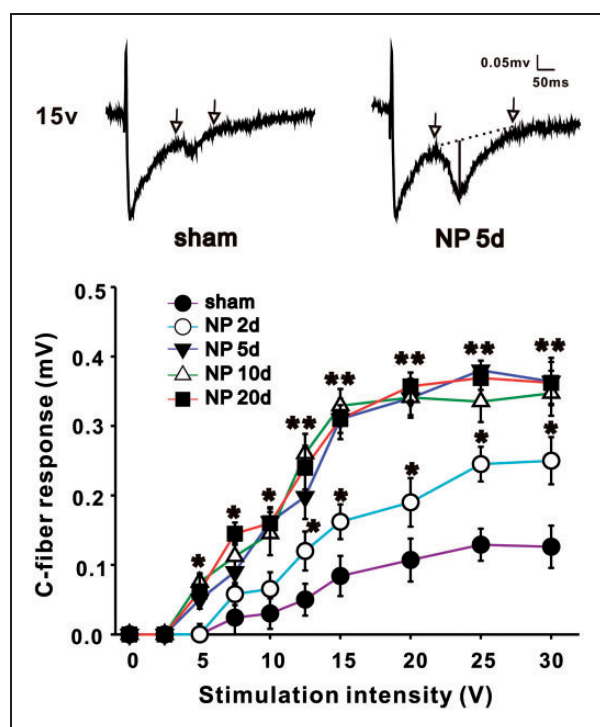 0.05mv
50ms
15v
sham
NP 5d
0.5
0.4
0.3
0.2
0.1
0.0
C-fiber response (mV)
sham
NP 2d
NP 5d
NP 10d
NP 20d
**
**
**
**
**
*
*
*
*
*
*
*
*
0 5 10 15 20 25 30
Stimulation intensity (V)